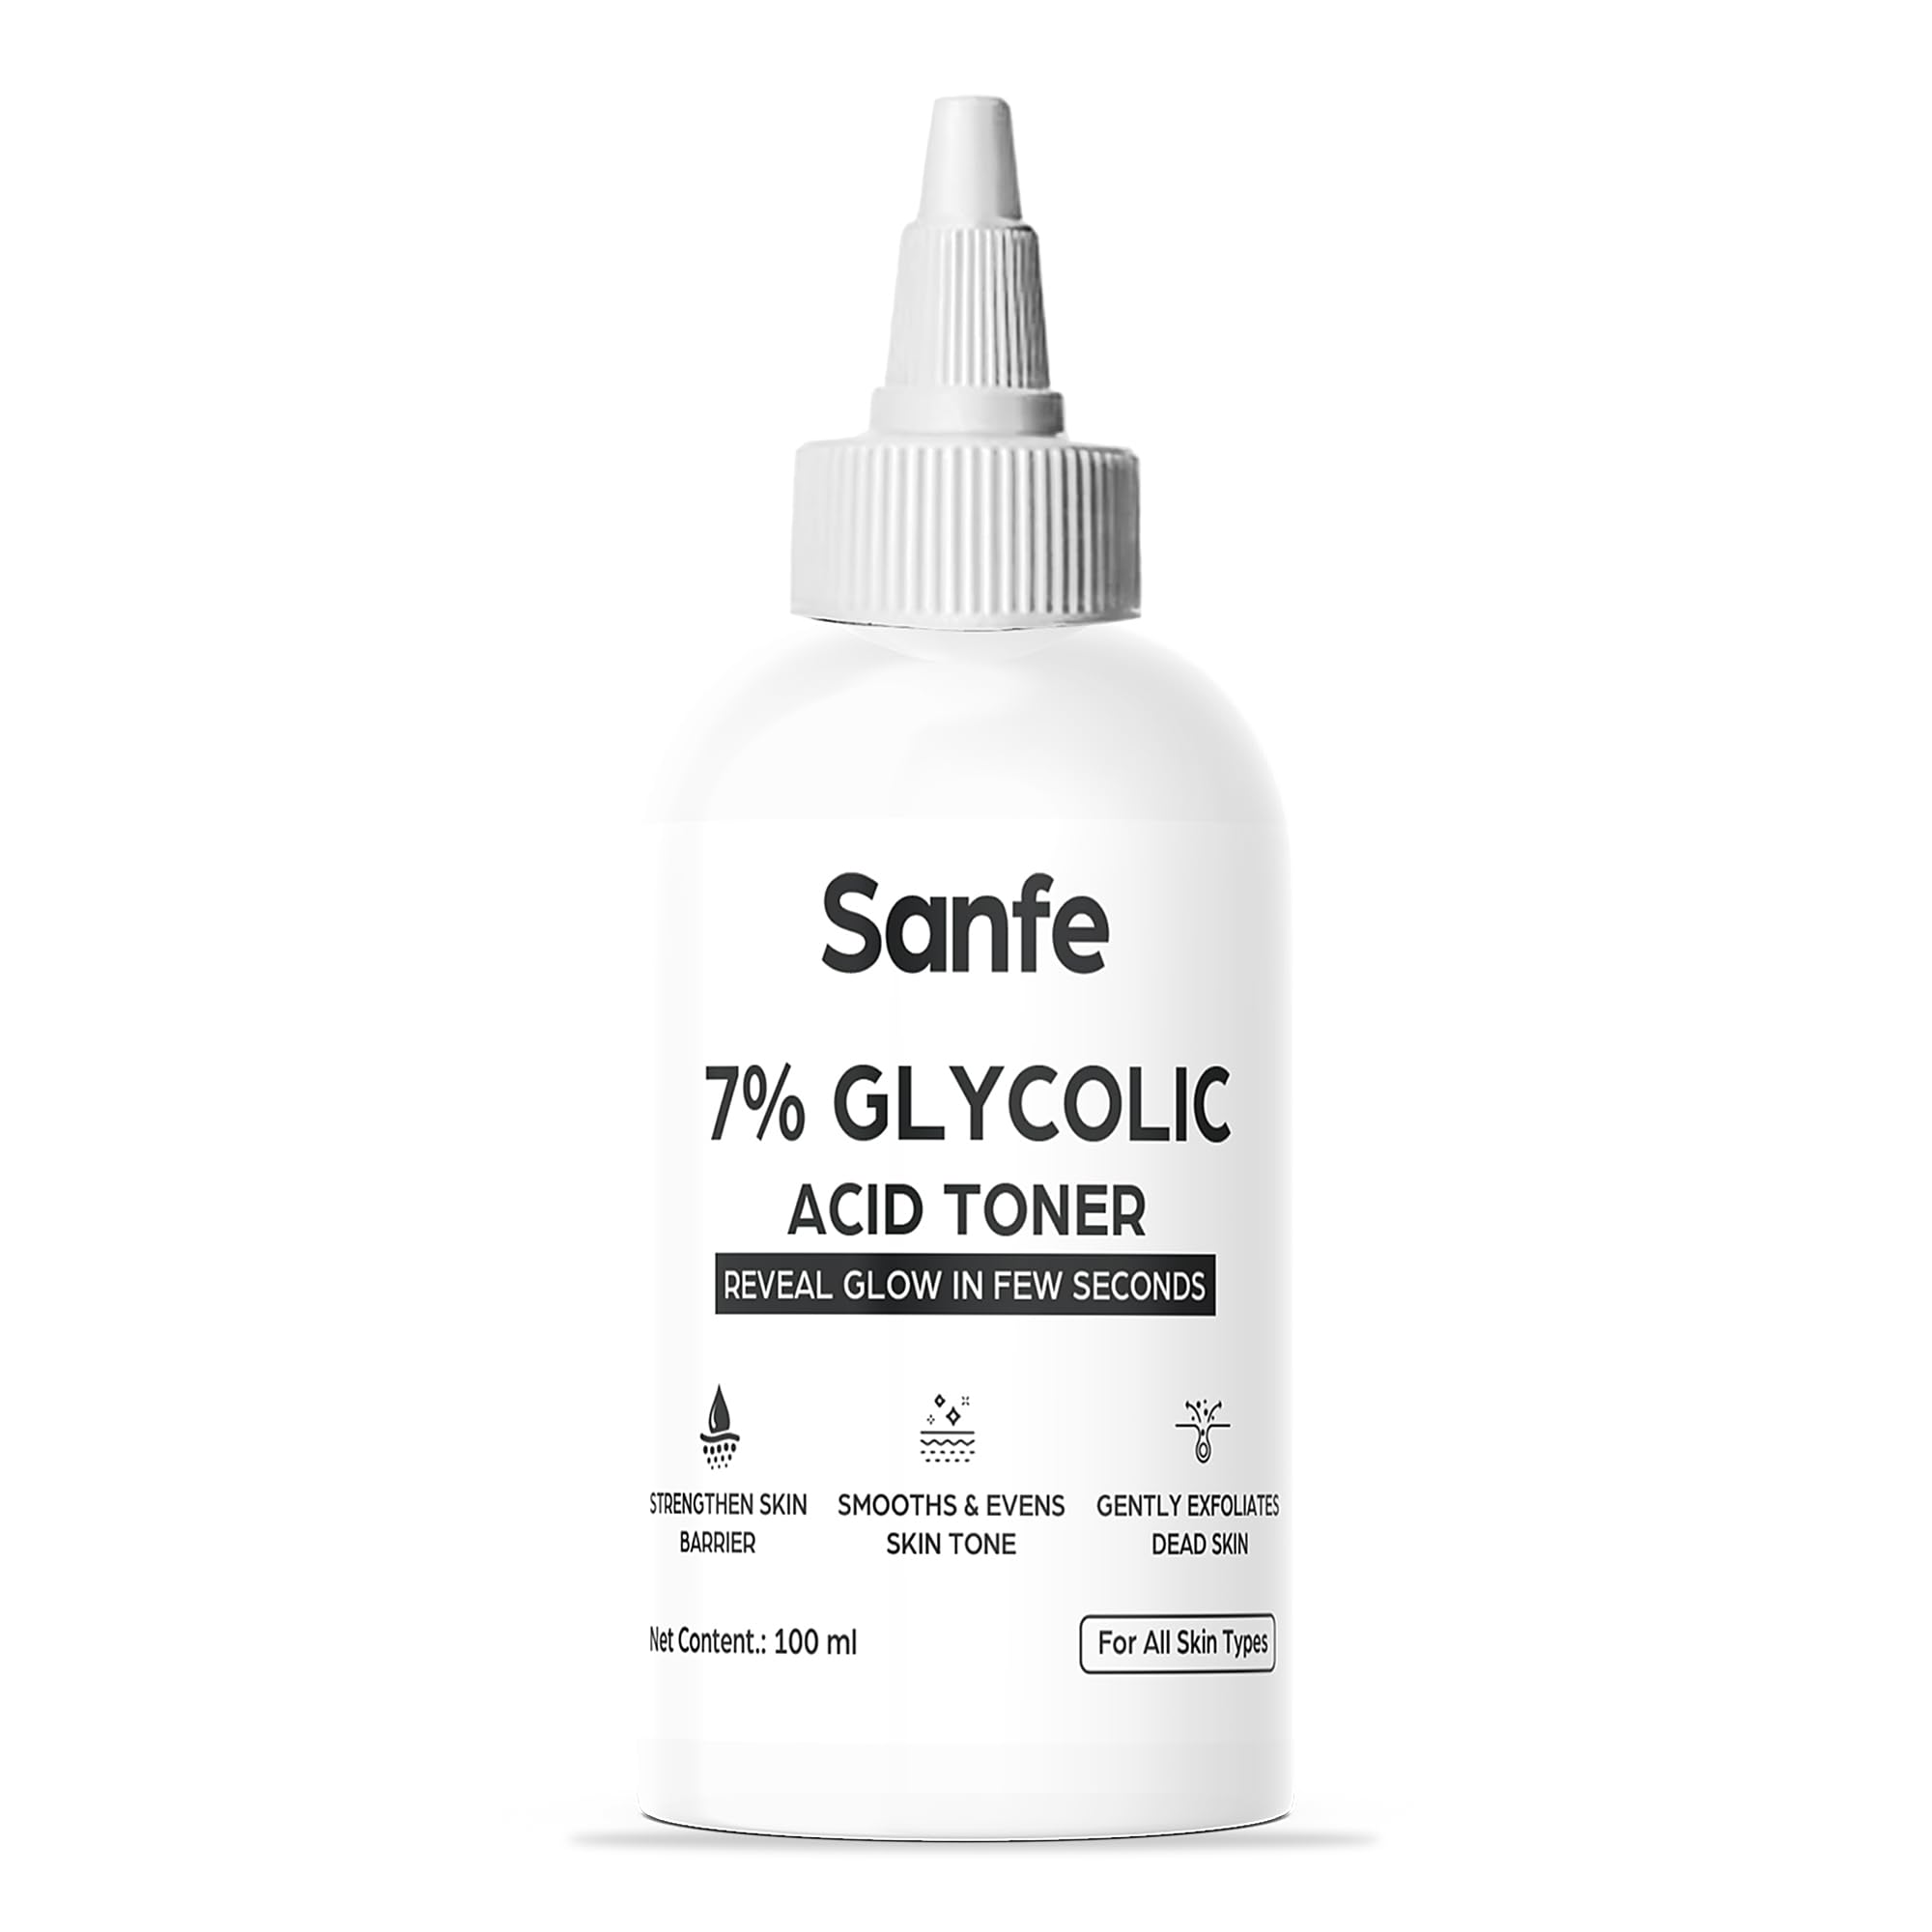 Sanfe
7% GLYCOLIC
ACID TONER
REVEAL GLOW IN FEW SECONDS
STRENGTHEN SKIN
BARRIER
SMOOTHS & EVENS
SKIN TONE
GENTLY EXFOLIATES
DEAD SKIN
Net Content.: 100 ml
For All Skin Types